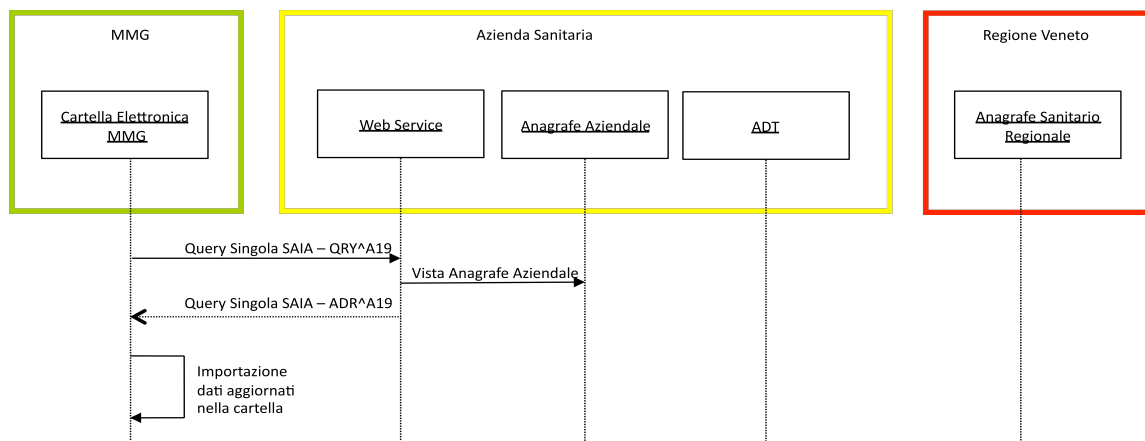 MMG
Azienda Sanitaria
Regione Veneto
Cartella Elettronica
MMG
Web Service
Anagrafe Aziendale
ADT
Anagrafe Sanitario
Regionale
Query Singola SAIA – QRY^A19
Vista Anagrafe Aziendale
Query Singola SAIA – ADR^A19
Importazione
dati aggiornati
nella cartella